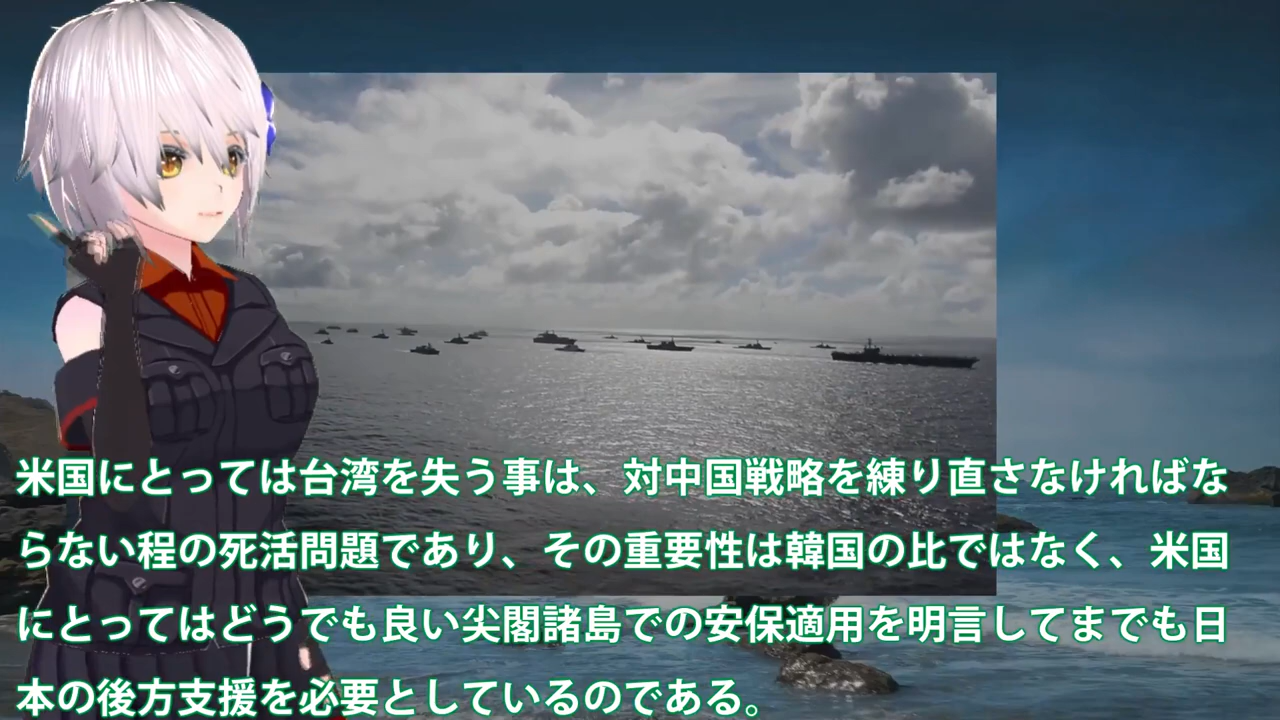 米国にとっては台湾を失う事は、対中国戦略を練り直さなければな
らない程の死活問題であり、その重要性は韓国の比ではなく、米国
にとってはどうでも良い尖閣諸島での安保適用を明言してまでも日
本の後方支援を必要としているのである。